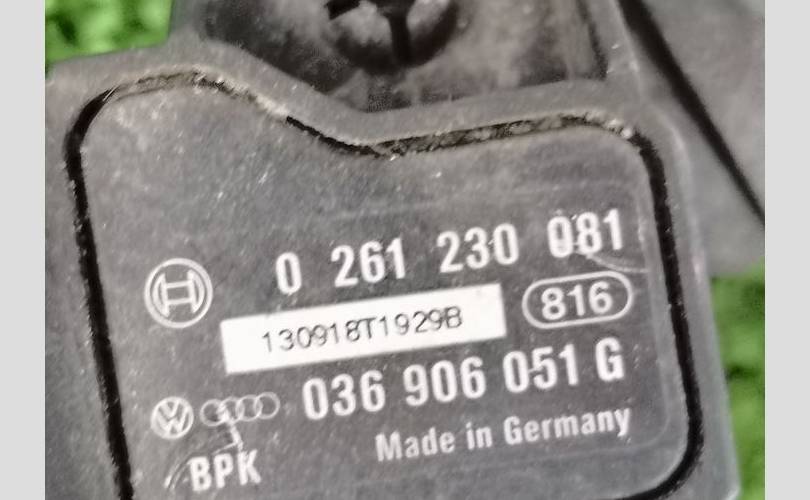 0 261 230 081
130918T1929B
816
036 906 051 G
Made in Germany
BPK